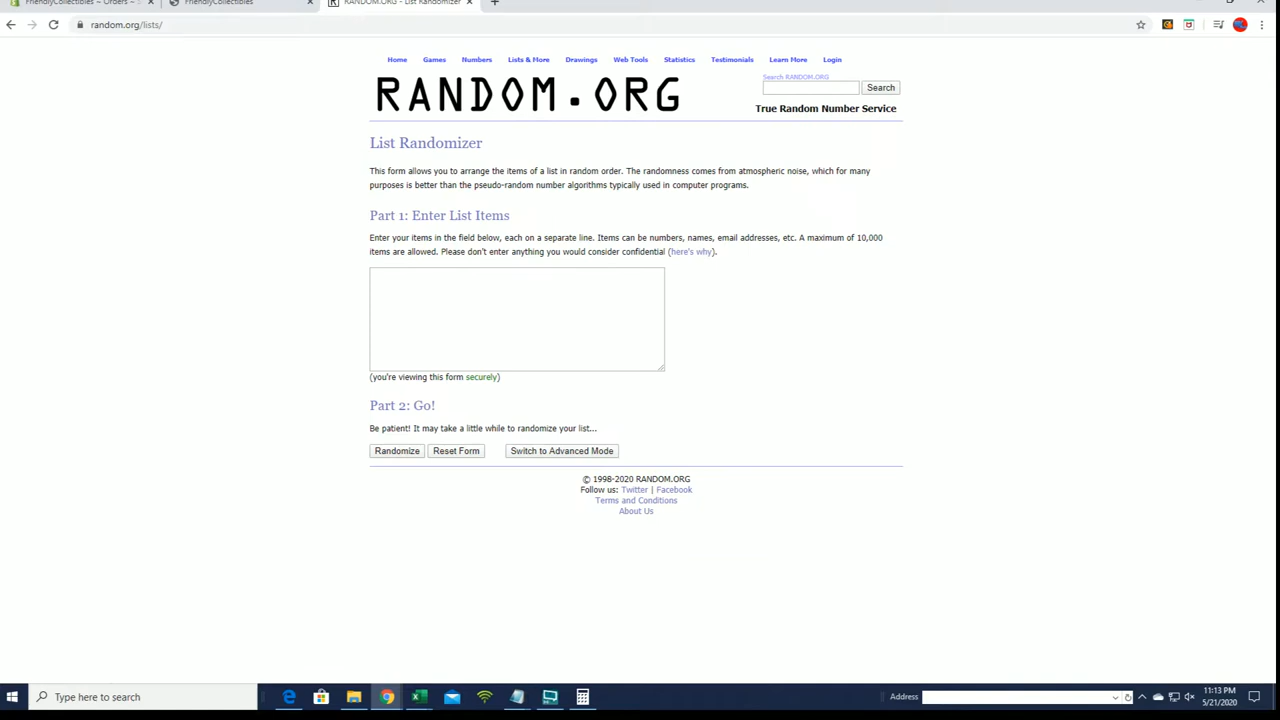 FriendlyCollectibles ~ Orders ~
FriendlyCollectibles
RANDOM.ORG - List Randomizer
random.org/lists/
Home Games Numbers Lists & More Drawings Web Tools Statistics Testimonials Learn More Login
RANDOM.ORG
Search RANDOM.ORG
Search
True Random Number Service
List Randomizer
This form allows you to arrange the items of a list in random order. The randomness comes from atmospheric noise, which for many
purposes is better than the pseudo-random number algorithms typically used in computer programs.
Part 1: Enter List Items
Enter your items in the field below, each on a separate line. Items can be numbers, names, email addresses, etc. A maximum of 10,000
items are allowed. Please don't enter anything you would consider confidential (here's why).
(you're viewing this form securely)
Part 2: Go!
Be patient! It may take a little while to randomize your list...
Randomize Reset Form Switch to Advanced Mode
© 1998-2020 RANDOM.ORG
Follow us: Twitter | Facebook
Terms and Conditions
About Us
Type here to search
Address
11:13 PM
5/21/2020